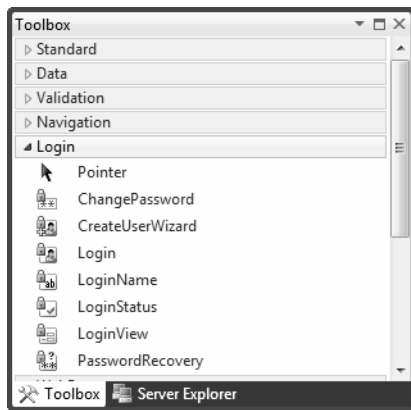 Toolbox
Standard
Data
Validation
Navigation
Login
Pointer
ChangePassword
CreateUserWizard
Login
LoginName
LoginStatus
LoginView
PasswordRecovery
Toolbox Server Explorer